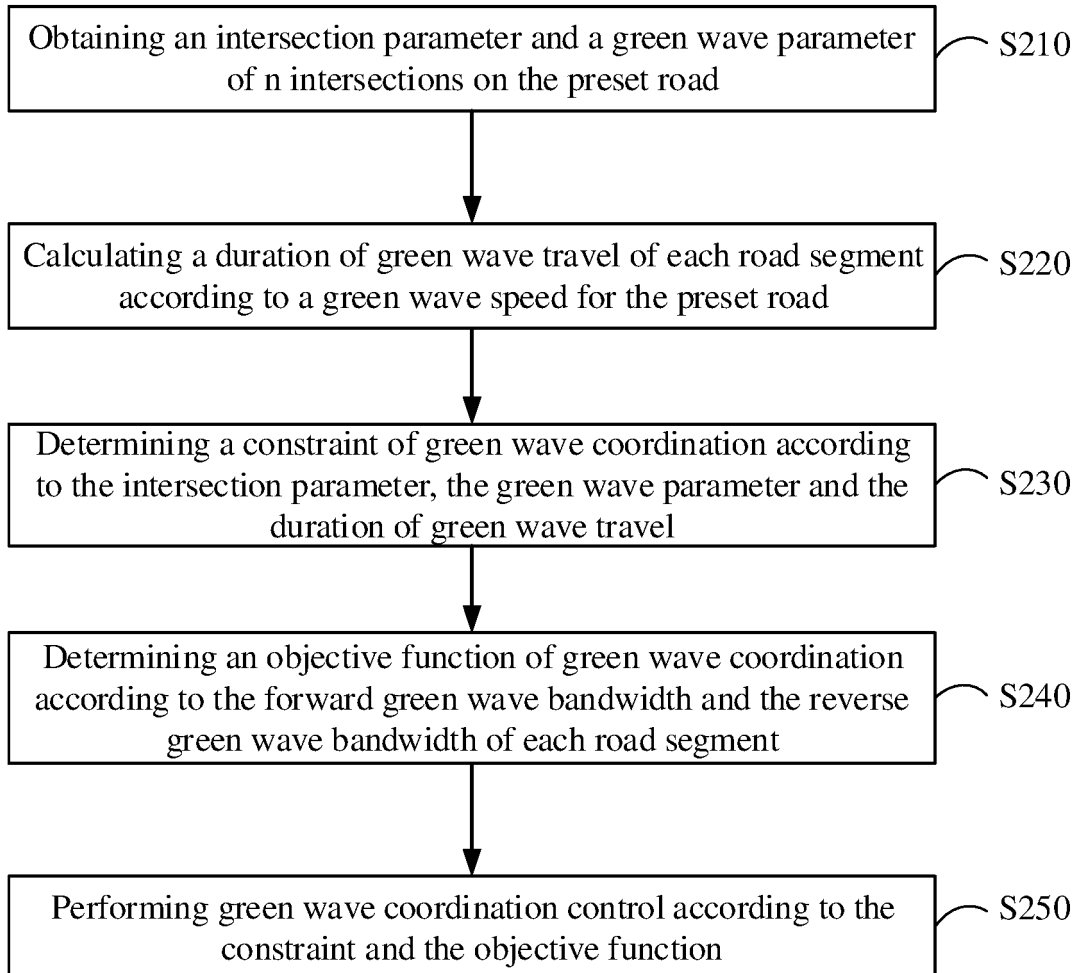 Obtaining an intersection parameter and a green wave parameter
of n intersections on the preset road
S210
Calculating a duration of green wave travel of each road segment
according to a green wave speed for the preset road
S220
Determining a constraint of green wave coordination according
to the intersection parameter, the green wave parameter and the
duration of green wave travel
S230
Determining an objective function of green wave coordination
according to the forward green wave bandwidth and the reverse
green wave bandwidth of each road segment
S240
Performing green wave coordination control according to the
constraint and the objective function
S250